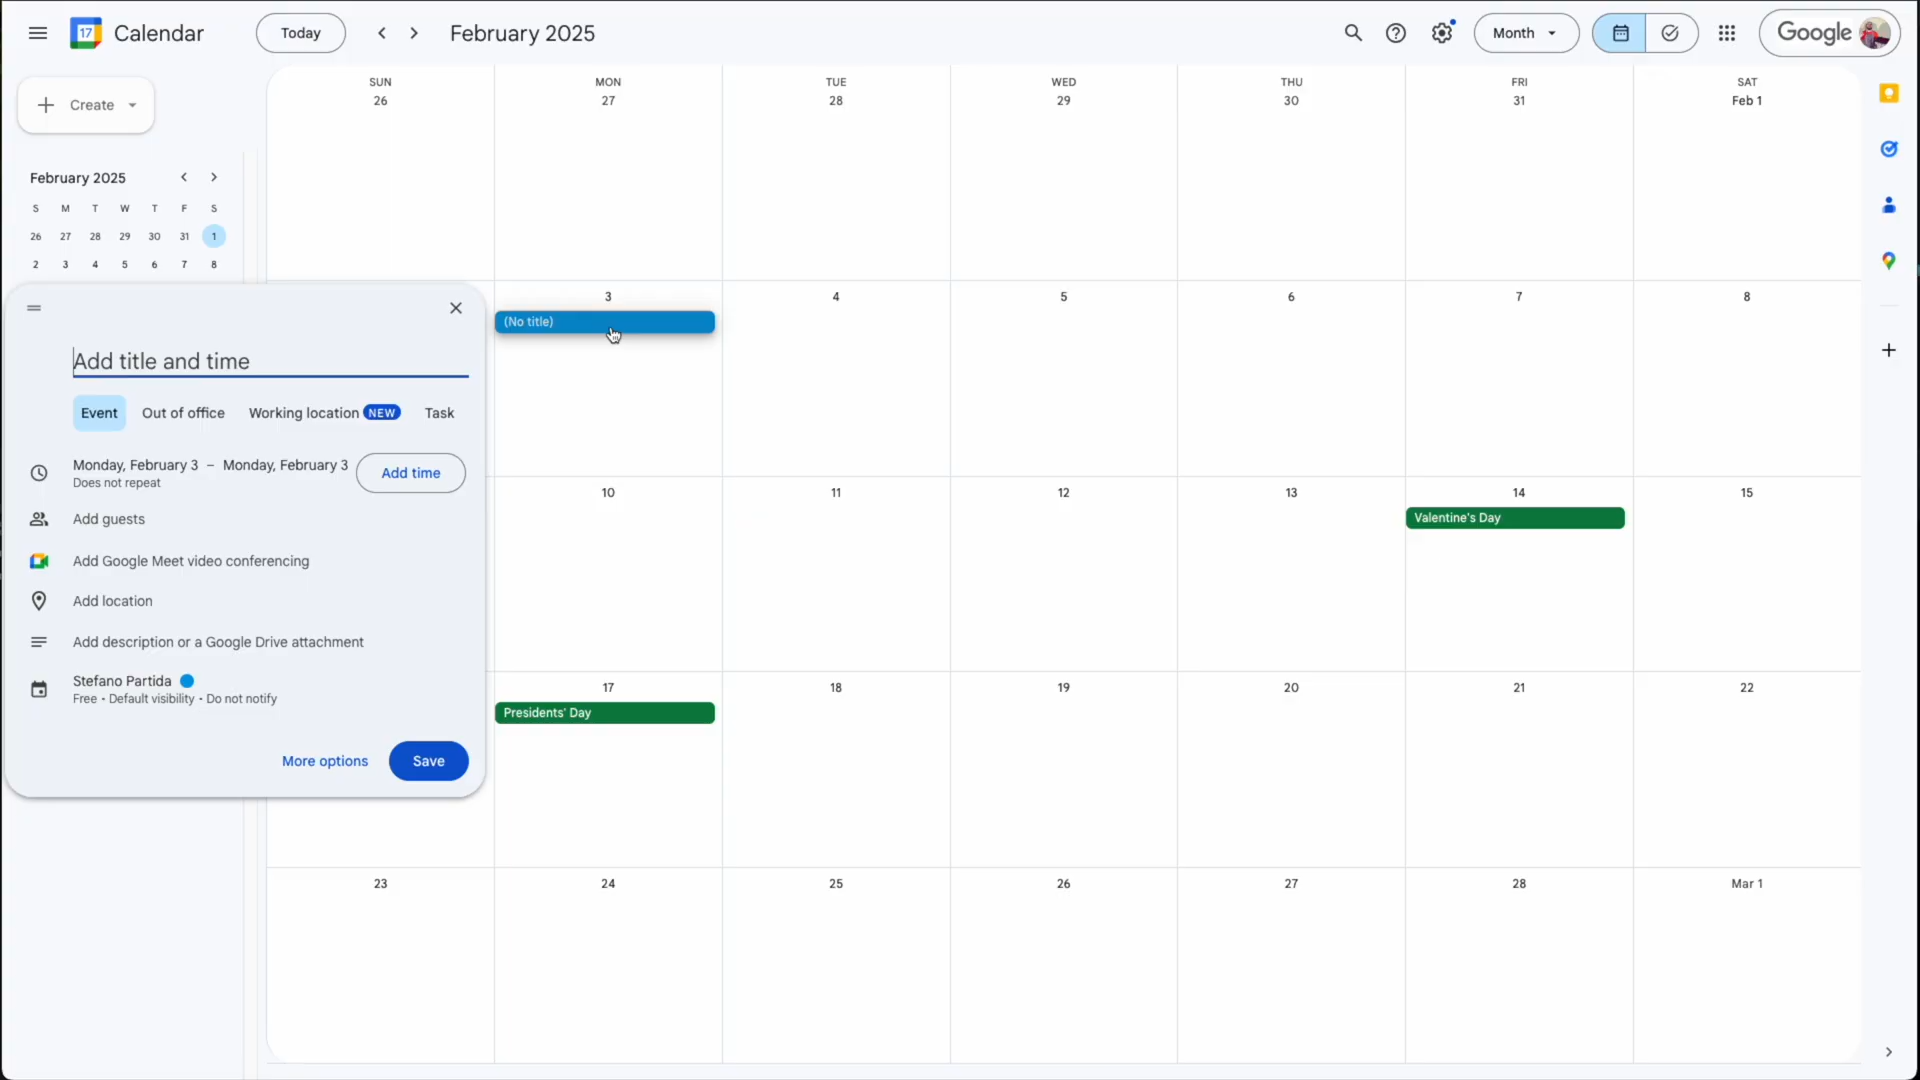 17 Calendar Today February 2025 Month Google
Create
February 2025
S M T W T F S
26 27 28 29 30 31 1
2 3 4 5 6 7 8
SUN MON TUE WED THU FRI SAT
26 27 28 29 30 31 Feb 1
3 4 5 6 7 8
(No title)
Add title and time
Event Out of office Working location NEW Task
Monday, February 3 – Monday, February 3 Add time
Does not repeat
Add guests
Add Google Meet video conferencing
Add location
Add description or a Google Drive attachment
Stefano Partida
Free • Default visibility • Do not notify
More options Save
10 11 12 13 14 15
Valentine's Day
17 18 19 20 21 22
Presidents' Day
23 24 25 26 27 28 Mar 1